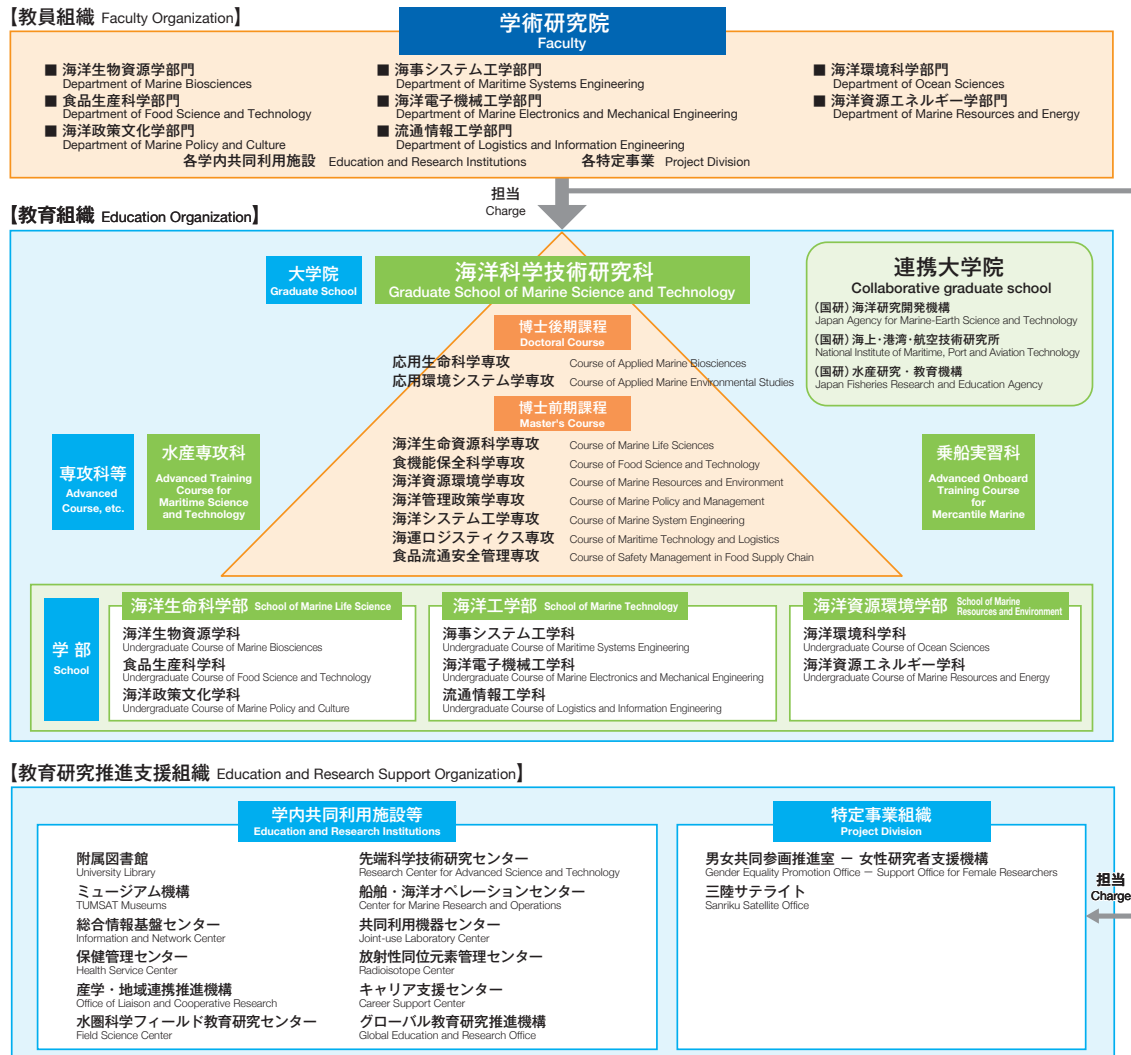 【教員組織 Faculty Organization】
学術研究院
Faculty
■ 海洋生物資源学部門
Department of Marine Biosciences
■ 食品生産科学部門
Department of Food Science and Technology
■ 海洋政策文化学部門
Department of Marine Policy and Culture
■ 海事システム工学部門
Department of Maritime Systems Engineering
■ 海洋電子機械工学部門
Department of Marine Electronics and Mechanical Engineering
■ 流通情報工学部門
Department of Logistics and Information Engineering
■ 海洋環境科学部門
Department of Ocean Sciences
■ 海洋資源エネルギー学部門
Department of Marine Resources and Energy
各学内共同利用施設 Education and Research Institutions 各特定事業 Project Division
担当
Charge
【教育組織 Education Organization】
大学院
Graduate School
海洋科学技術研究科
Graduate School of Marine Science and Technology
連携大学院
Collaborative graduate school
(国研)海洋研究開発機構
Japan Agency for Marine-Earth Science and Technology
(国研)海上・港湾・航空技術研究所
National Institute of Maritime, Port and Aviation Technology
(国研)水産研究・教育機構
Japan Fisheries Research and Education Agency
博士後期課程
Doctoral Course
応用生命科学専攻 Course of Applied Marine Biosciences
応用環境システム学専攻 Course of Applied Marine Environmental Studies
博士前期課程
Master's Course
海洋生命資源科学専攻 Course of Marine Life Sciences
食機能保全科学専攻 Course of Food Science and Technology
海洋資源環境学専攻 Course of Marine Resources and Environment
海洋管理政策学専攻 Course of Marine Policy and Management
海洋システム工学専攻 Course of Marine System Engineering
海運ロジスティクス専攻 Course of Maritime Technology and Logistics
食品流通安全管理専攻 Course of Safety Management in Food Supply Chain
専攻科等
Advanced
Course, etc.
水産専攻科
Advanced Training
Course for
Maritime Science
and Technology
乗船実習科
Advanced Onboard
Training Course
for
Mercantile Marine
学部
School
海洋生命科学部 School of Marine Life Science
海洋生物資源学科
Undergraduate Course of Marine Biosciences
食品生産科学科
Undergraduate Course of Food Science and Technology
海洋政策文化学科
Undergraduate Course of Marine Policy and Culture
海洋工学部 School of Marine Technology
海事システム工学科
Undergraduate Course of Maritime Systems Engineering
海洋電子機械工学科
Undergraduate Course of Marine Electronics and Mechanical Engineering
流通情報工学科
Undergraduate Course of Logistics and Information Engineering
海洋資源環境学部 School of Marine
Resources and Environment
海洋環境科学科
Undergraduate Course of Ocean Sciences
海洋資源エネルギー学科
Undergraduate Course of Marine Resources and Energy
【教育研究推進支援組織 Education and Research Support Organization】
学内共同利用施設等
Education and Research Institutions
附属図書館
University Library
ミュージアム機構
TUMSAT Museums
総合情報基盤センター
Information and Network Center
保健管理センター
Health Service Center
産学・地域連携推進機構
Office of Liaison and Cooperative Research
水圏科学フィールド教育研究センター
Field Science Center
先端科学技術研究センター
Research Center for Advanced Science and Technology
船舶・海洋オペレーションセンター
Center for Marine Research and Operations
共同利用機器センター
Joint-use Laboratory Center
放射性同位元素管理センター
Radioisotope Center
キャリア支援センター
Career Support Center
グローバル教育研究推進機構
Global Education and Research Office
特定事業組織
Project Division
男女共同参画推進室 − 女性研究者支援機構
Gender Equality Promotion Office − Support Office for Female Researchers
三陸サテライト
Sanriku Satellite Office
担当
Charge